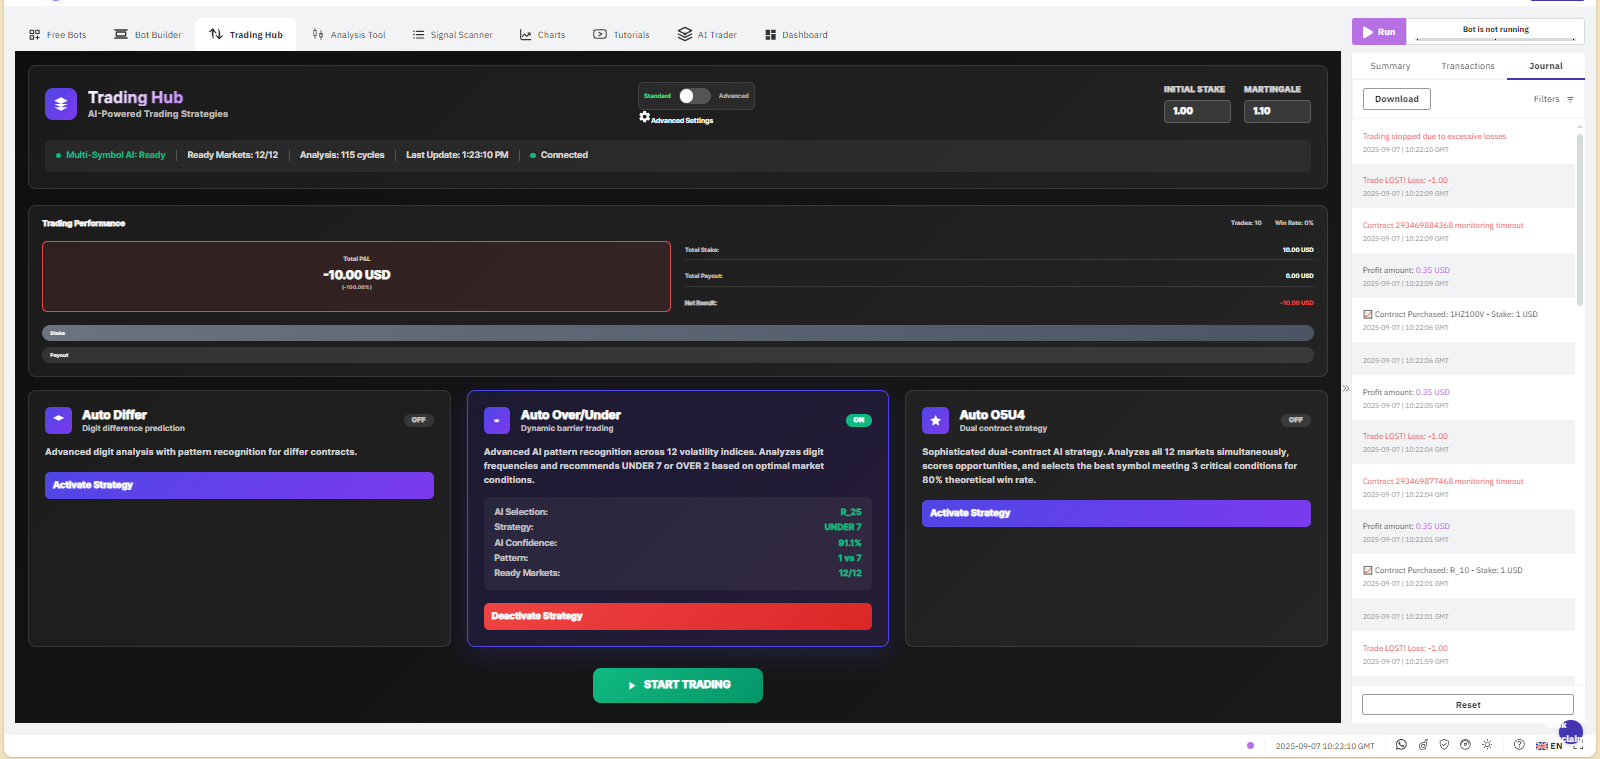 Free Bots
Bot Builder
Trading Hub
Analysis Tool
Signal Scanner
Charts
Tutorials
AI Trader
Dashboard
Run
Bot is not running
Trading Hub
AI-Powered Trading Strategies
Standard
Advanced
Advanced Settings
INITIAL STAKE
MARTINGALE
1.00
1.10
Multi-Symbol AI: Ready
Ready Markets: 12/12
Analysis: 115 cycles
Last Update: 1:23:10 PM
Connected
Trading Performance
Trades: 10
Win Rate: 0%
Total P&L
-10.00 USD
(-100.00%)
Total Stake:
10.00 USD
Total Payout:
0.00 USD
Net Result:
-10.00 USD
Stake
Payout
Auto Differ
Digit difference prediction
OFF
Advanced digit analysis with pattern recognition for differ contracts.
Activate Strategy
Auto Over/Under
Dynamic barrier trading
ON
Advanced AI pattern recognition across 12 volatility indices. Analyzes digit
frequencies and recommends UNDER 7 or OVER 2 based on optimal market
conditions.
AI Selection:
R_25
Strategy:
UNDER 7
AI Confidence:
91.1%
Pattern:
1 vs 7
Ready Markets:
12/12
Deactivate Strategy
Auto O5U4
Dual contract strategy
OFF
Sophisticated dual-contract AI strategy. Analyzes all 12 markets simultaneously,
scores opportunities, and selects the best symbol meeting 3 critical conditions for
80% theoretical win rate.
Activate Strategy
START TRADING
Summary
Transactions
Journal
Download
Filters
Trading stopped due to excessive losses
2025-09-07 | 10:22:10 GMT
Trade LOST! Loss: -1.00
2025-09-07 | 10:22:09 GMT
Contract 293469884368 monitoring timeout
2025-09-07 | 10:22:09 GMT
Profit amount: 0.35 USD
2025-09-07 | 10:22:09 GMT
Contract Purchased: 1HZ100V - Stake: 1 USD
2025-09-07 | 10:22:06 GMT
2025-09-07 | 10:22:06 GMT
Profit amount: 0.35 USD
2025-09-07 | 10:22:05 GMT
Trade LOST! Loss: -1.00
2025-09-07 | 10:22:04 GMT
Contract 293469877468 monitoring timeout
2025-09-07 | 10:22:04 GMT
Profit amount: 0.35 USD
2025-09-07 | 10:22:01 GMT
Contract Purchased: R_10 - Stake: 1 USD
2025-09-07 | 10:22:01 GMT
2025-09-07 | 10:22:01 GMT
Trade LOST! Loss: -1.00
2025-09-07 | 10:21:59 GMT
Reset
2025-09-07 10:23:10 GMT
EN